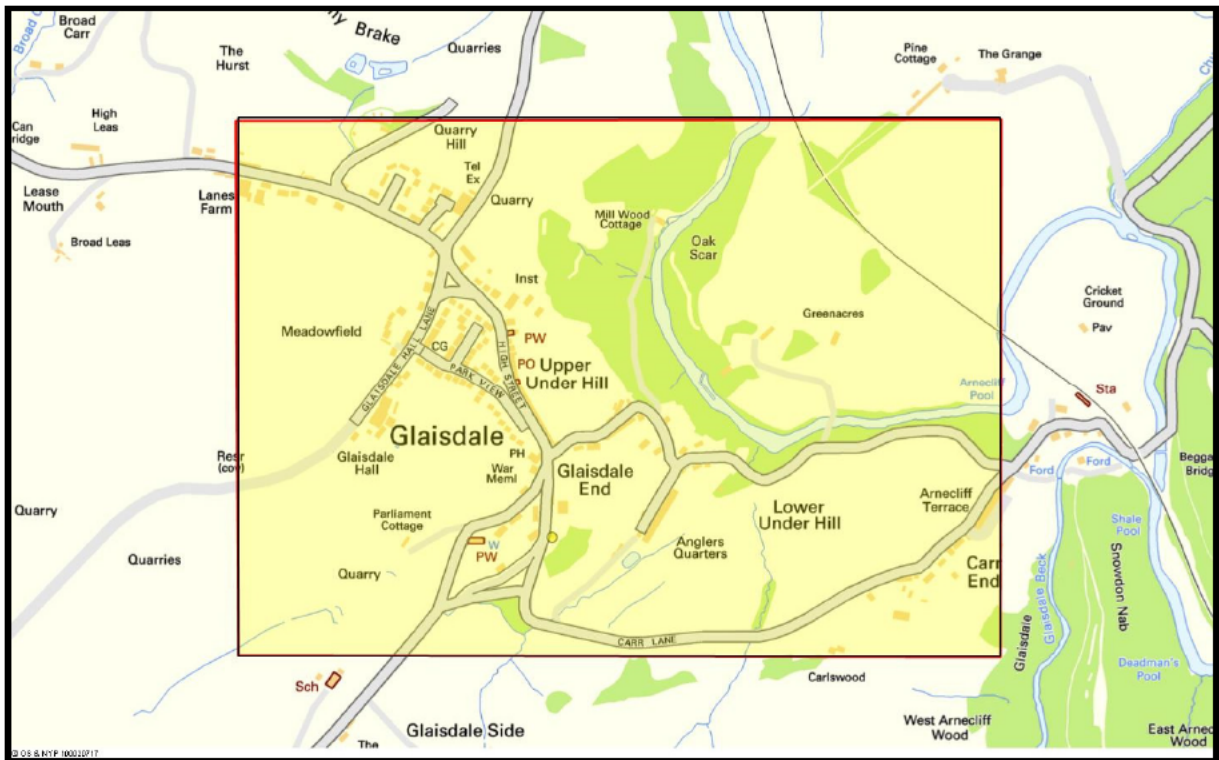 Broad
Carr
The
Hurst
Brake
Quarries
Pine
Cottage
The Grange
High
Leas
Lease
Mouth
Broad Leas
Lanes
Farm
Quarry
Hill
Tel
Ex
Quarry
Mill Wood
Cottage
Oak
Scar
Inst
Greenacres
Cricket
Ground
Pav
Meadowfield
GLAISDALE HALL LANE
CG
PARK VIEW
HIGH STREET
PW
PO
Upper
Under Hill
Arnecliff
Pool
Sta
Glaisdale
Glaisdale
Hall
PH
War
Meml
Glaisdale
End
Resr
(cov)
Quarry
Quarries
Parliament
Cottage
W
PW
Quarry
Anglers
Quarters
Lower
Under Hill
Arnecliff
Terrace
Ford
Ford
Carr
End
Shale
Pool
Snowdon Nab
Glaisdale
Glaisdale Beck
CARR LANE
Carlswood
Deadman's
Pool
Sch
Glaisdale Side
The
West Arnecliff
Wood
East Arnec
Wood